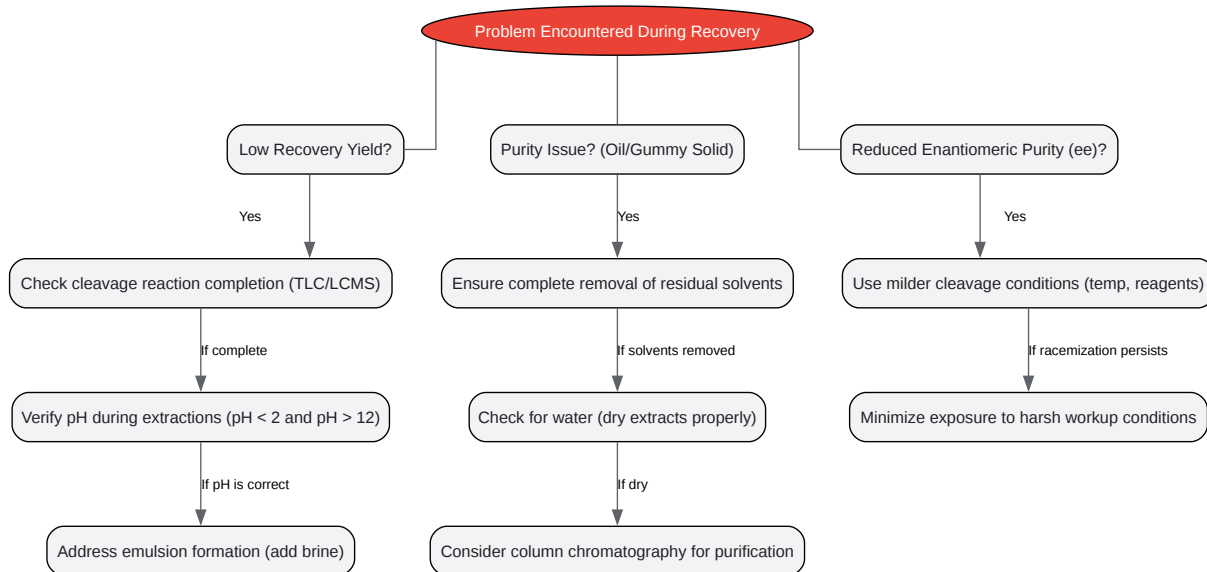 Problem Encountered During Recovery
Low Recovery Yield?
Purity Issue? (Oil/Gummy Solid)
Reduced Enantiomeric Purity (ee)?
Yes
Yes
Yes
Check cleavage reaction completion (TLC/LCMS)
Ensure complete removal of residual solvents
Use milder cleavage conditions (temp, reagents)
If complete
If solvents removed
If racemization persists
Verify pH during extractions (pH < 2 and pH > 12)
Check for water (dry extracts properly)
Minimize exposure to harsh workup conditions
If pH is correct
If dry
Address emulsion formation (add brine)
Consider column chromatography for purification